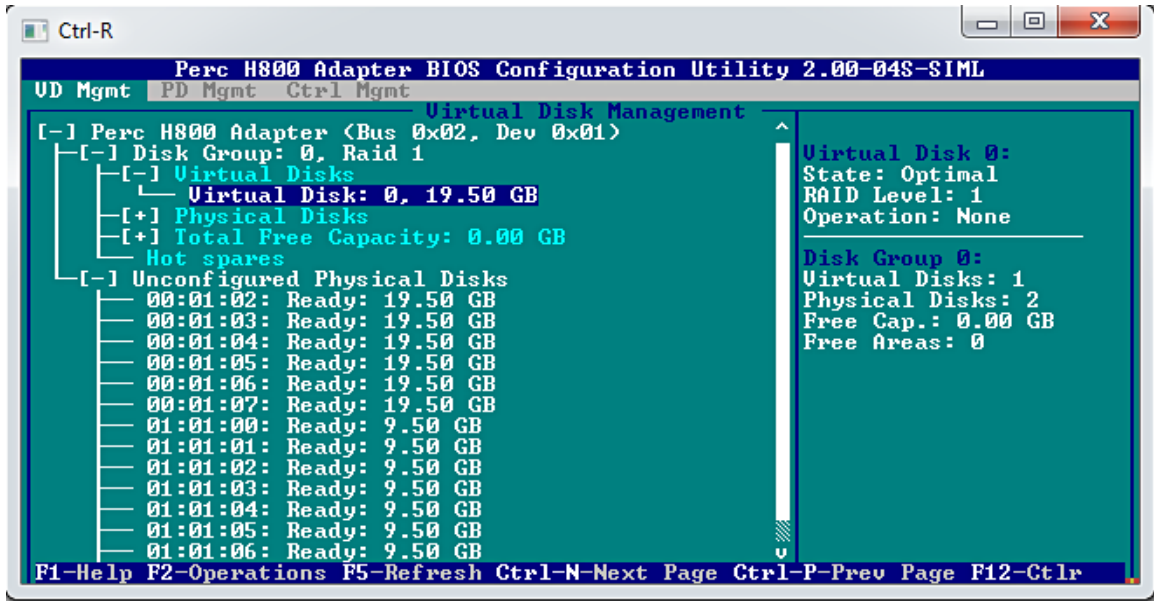 Ctrl-R
Perc H800 Adapter BIOS Configuration Utility 2.00-04S-SIML
VD Mgmt PD Mgmt Ctrl Mgmt
Virtual Disk Management
[-] Perc H800 Adapter (Bus 0x02, Dev 0x01)
[-] Disk Group: 0, Raid 1
[-] Virtual Disks
Virtual Disk: 0, 19.50 GB
[+] Physical Disks
[+] Total Free Capacity: 0.00 GB
Hot spares
[-] Unconfigured Physical Disks
00:01:02: Ready: 19.50 GB
00:01:03: Ready: 19.50 GB
00:01:04: Ready: 19.50 GB
00:01:05: Ready: 19.50 GB
00:01:06: Ready: 19.50 GB
00:01:07: Ready: 19.50 GB
01:01:00: Ready: 9.50 GB
01:01:01: Ready: 9.50 GB
01:01:02: Ready: 9.50 GB
01:01:03: Ready: 9.50 GB
01:01:04: Ready: 9.50 GB
01:01:05: Ready: 9.50 GB
01:01:06: Ready: 9.50 GB
Virtual Disk 0:
State: Optimal
RAID Level: 1
Operation: None
Disk Group 0:
Virtual Disks: 1
Physical Disks: 2
Free Cap.: 0.00 GB
Free Areas: 0
F1-Help F2-Operations F5-Refresh Ctrl-N-Next Page Ctrl-P-Prev Page F12-Ctlr